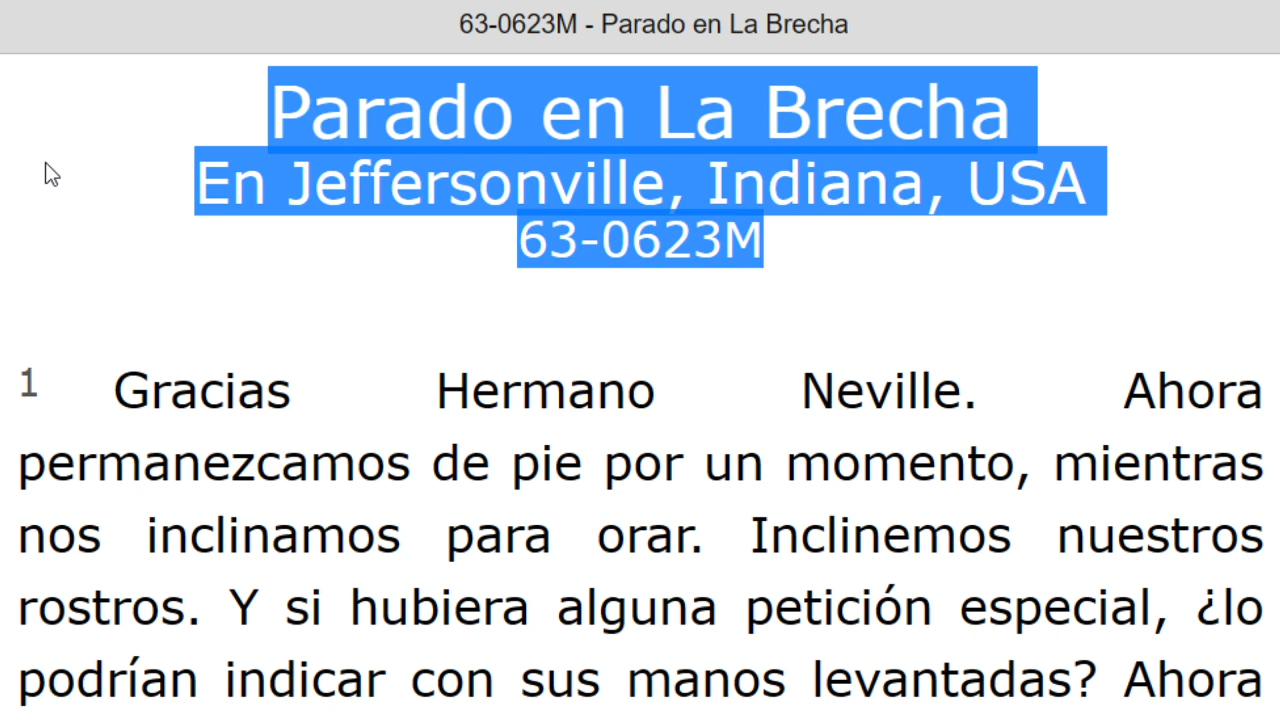 63-0623M - Parado en La Brecha
Parado en La Brecha
En Jeffersonville, Indiana, USA
63-0623M
1 Gracias Hermano Neville. Ahora
permanezcamos de pie por un momento, mientras
nos inclinamos para orar. Inclinemos nuestros
rostros. Y si hubiera alguna petición especial, ¿lo
podrían indicar con sus manos levantadas? Ahora